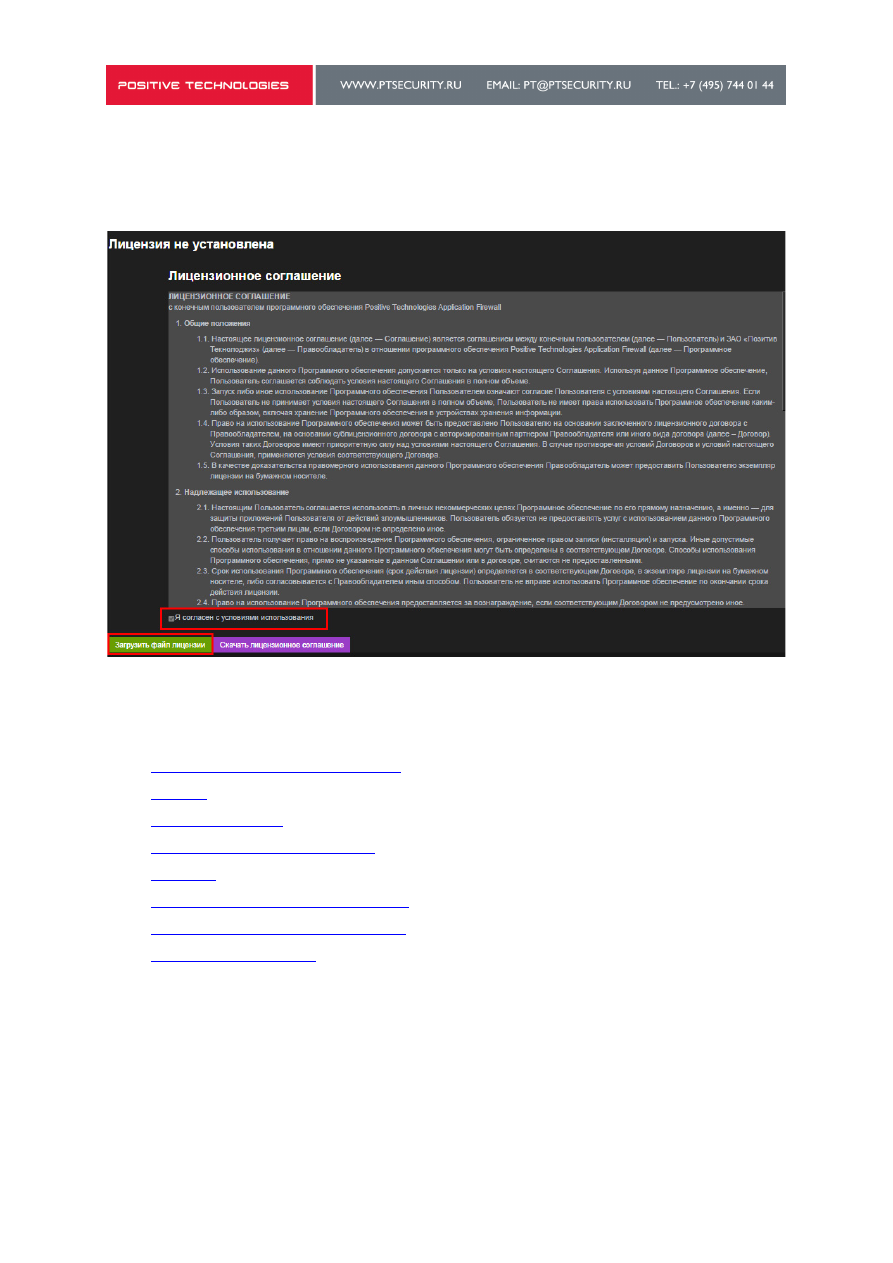 POSITIVE TECHNOLOGIES
WWW.PTSECURITY.RU EMAIL: PT@PTSECURITY.RU TEL.: +7 (495) 744 01 44
Лицензия не установлена
Лицензионное соглашение
ЛИЦЕНЗИОННОЕ СОГЛАШЕНИЕ
с конечным пользователем программного обеспечения Positive Technologies Application Firewall
1. Общие положения
1.1. Настоящее лицензионное соглашение (далее — Соглашение) является соглашением между конечным пользователем (далее — Пользователь) и ЗАО «Позитив
Текнолоджиз» (далее — Правообладатель) в отношении программного обеспечения Positive Technologies Application Firewall (далее — Программное
обеспечение).
1.2. Использование данного Программного обеспечения допускается только на условиях настоящего Соглашения. Используя данное Программное обеспечение,
Пользователь соглашается соблюдать условия настоящего Соглашения в полном объеме.
1.3. Запуск либо иное использование Программного обеспечения Пользователем означают согласие Пользователя с условиями настоящего Соглашения. Если
Пользователь не принимает условия настоящего Соглашения в полном объеме, Пользователь не имеет права использовать Программное обеспечение каким-
либо образом, включая хранение Программного обеспечения в устройствах хранения информации.
1.4. Право на использование Программного обеспечения может быть предоставлено Пользователю на основании заключенного лицензионного договора с
Правообладателем, на основании сублицензионного договора с авторизированным партнером Правообладателя или иного вида договора (далее – Договор).
Условия таких Договоров имеют приоритетную силу над условиями настоящего Соглашения. В случае противоречия условий Договоров и условий настоящего
Соглашения, применяются условия соответствующего Договора.
1.5. В качестве доказательства правомерного использования данного Программного обеспечения Правообладатель может предоставить Пользователю экземпляр
лицензии на бумажном носителе.
2. Надлежащее использование
2.1. Настоящим Пользователь соглашается использовать в личных некоммерческих целях Программное обеспечение по его прямому назначению, а именно — для
защиты приложений Пользователя от действий злоумышленников. Пользователь обязуется не предоставлять услуг с использованием данного Программного
обеспечения третьим лицам, если Договором не определено иное.
2.2. Пользователь получает право на воспроизведение Программного обеспечения, ограниченное правом записи (инсталляции) и запуска. Иные допустимые
способы использования в отношении данного Программного обеспечения могут быть определены в соответствующем Договоре. Способы использования
Программного обеспечения, прямо не указанные в данном Соглашении или в договоре, считаются не предоставленными.
2.3. Срок использования Программного обеспечения (срок действия лицензии) определяется в соответствующем Договоре, в экземпляре лицензии на бумажном
носителе, либо согласовывается с Правообладателем иным способом. Пользователь не вправе использовать Программное обеспечение по окончании срока
действия лицензии.
2.4. Право на использование Программного обеспечения предоставляется за вознаграждение, если соответствующим Договором не предусмотрено иное.
Я согласен с условиями использования
Загрузить файл лицензии Скачать лицензионное соглашение